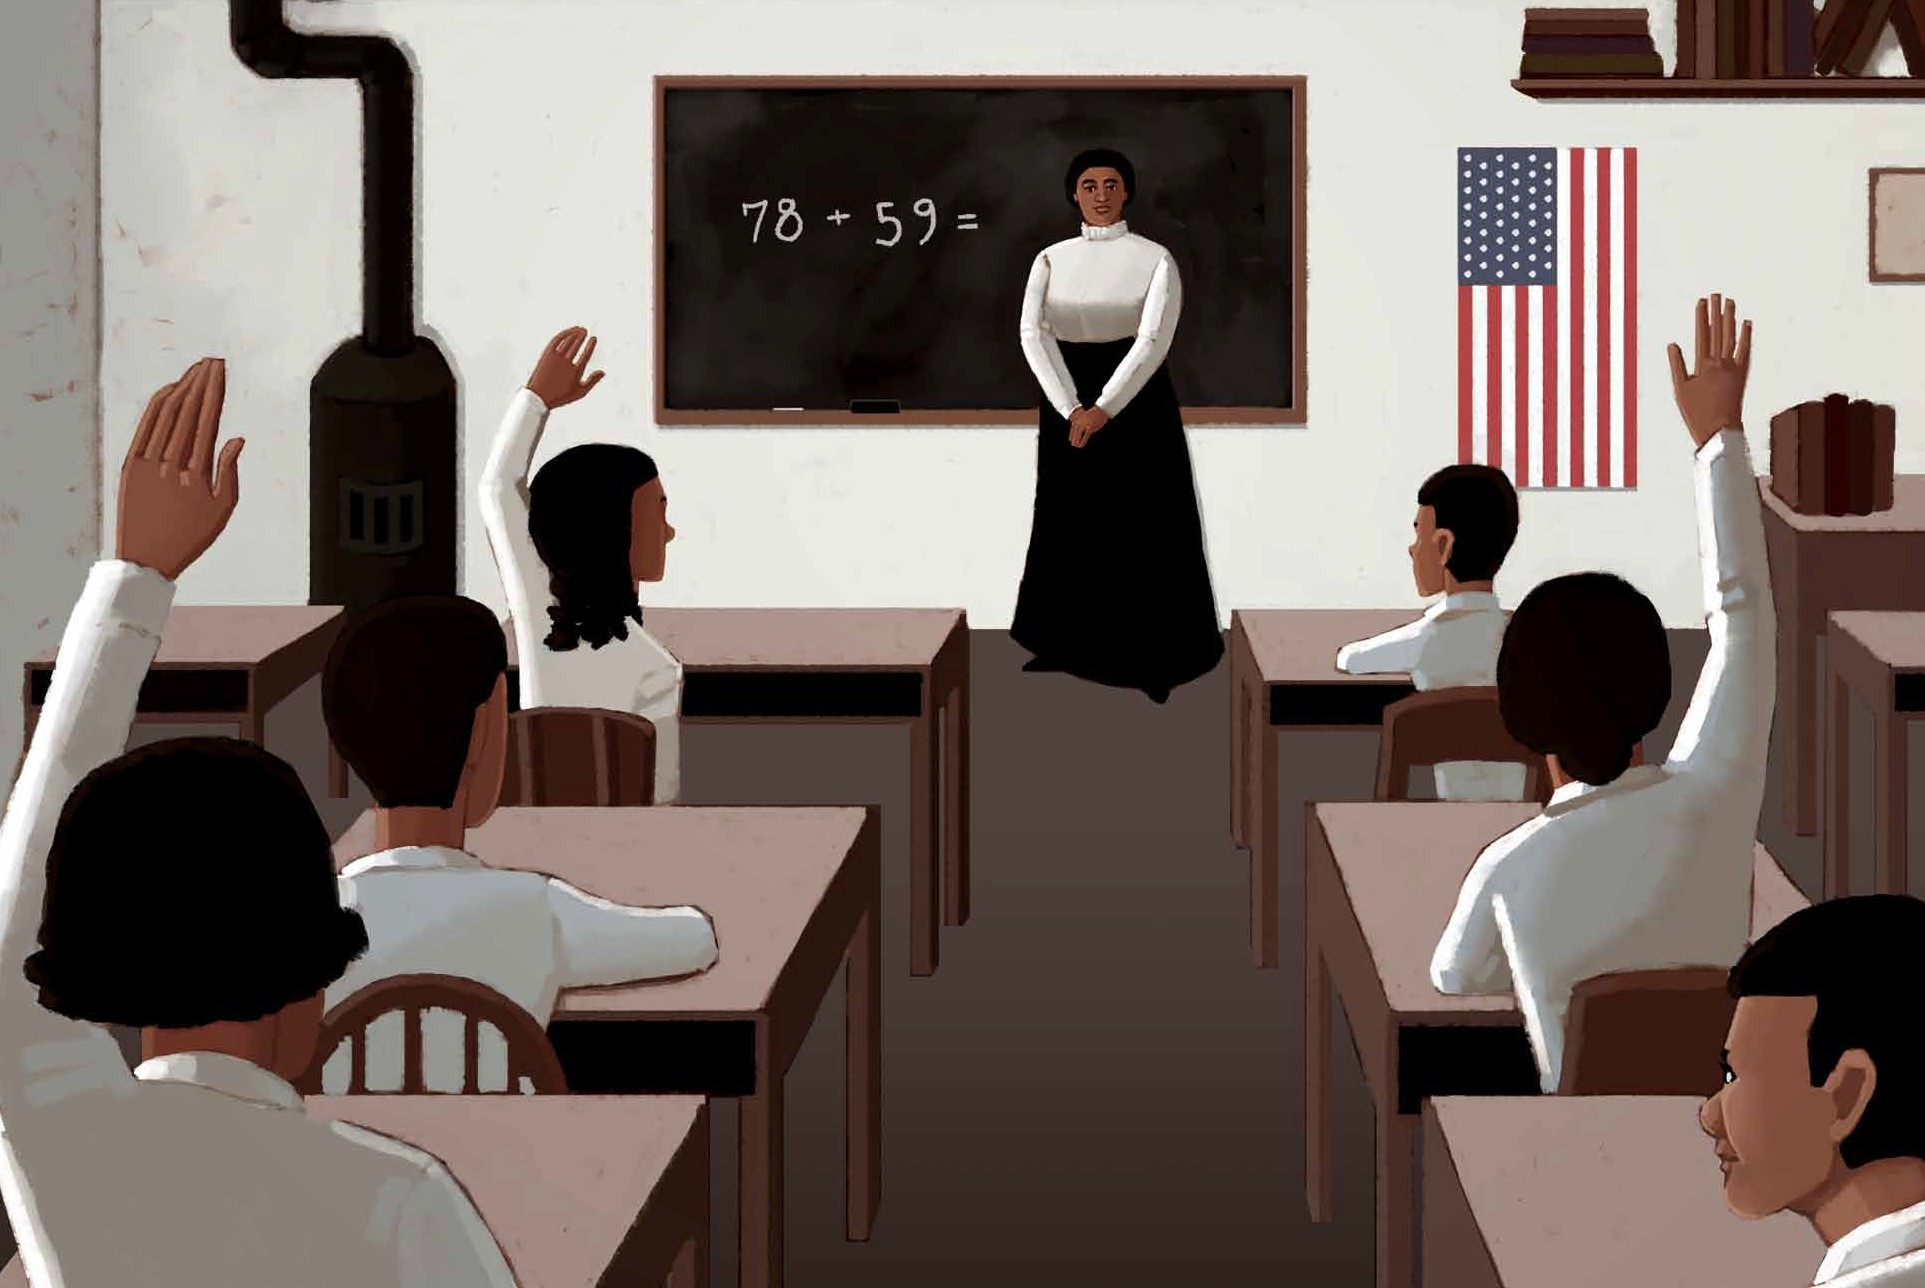 78 + 59 =